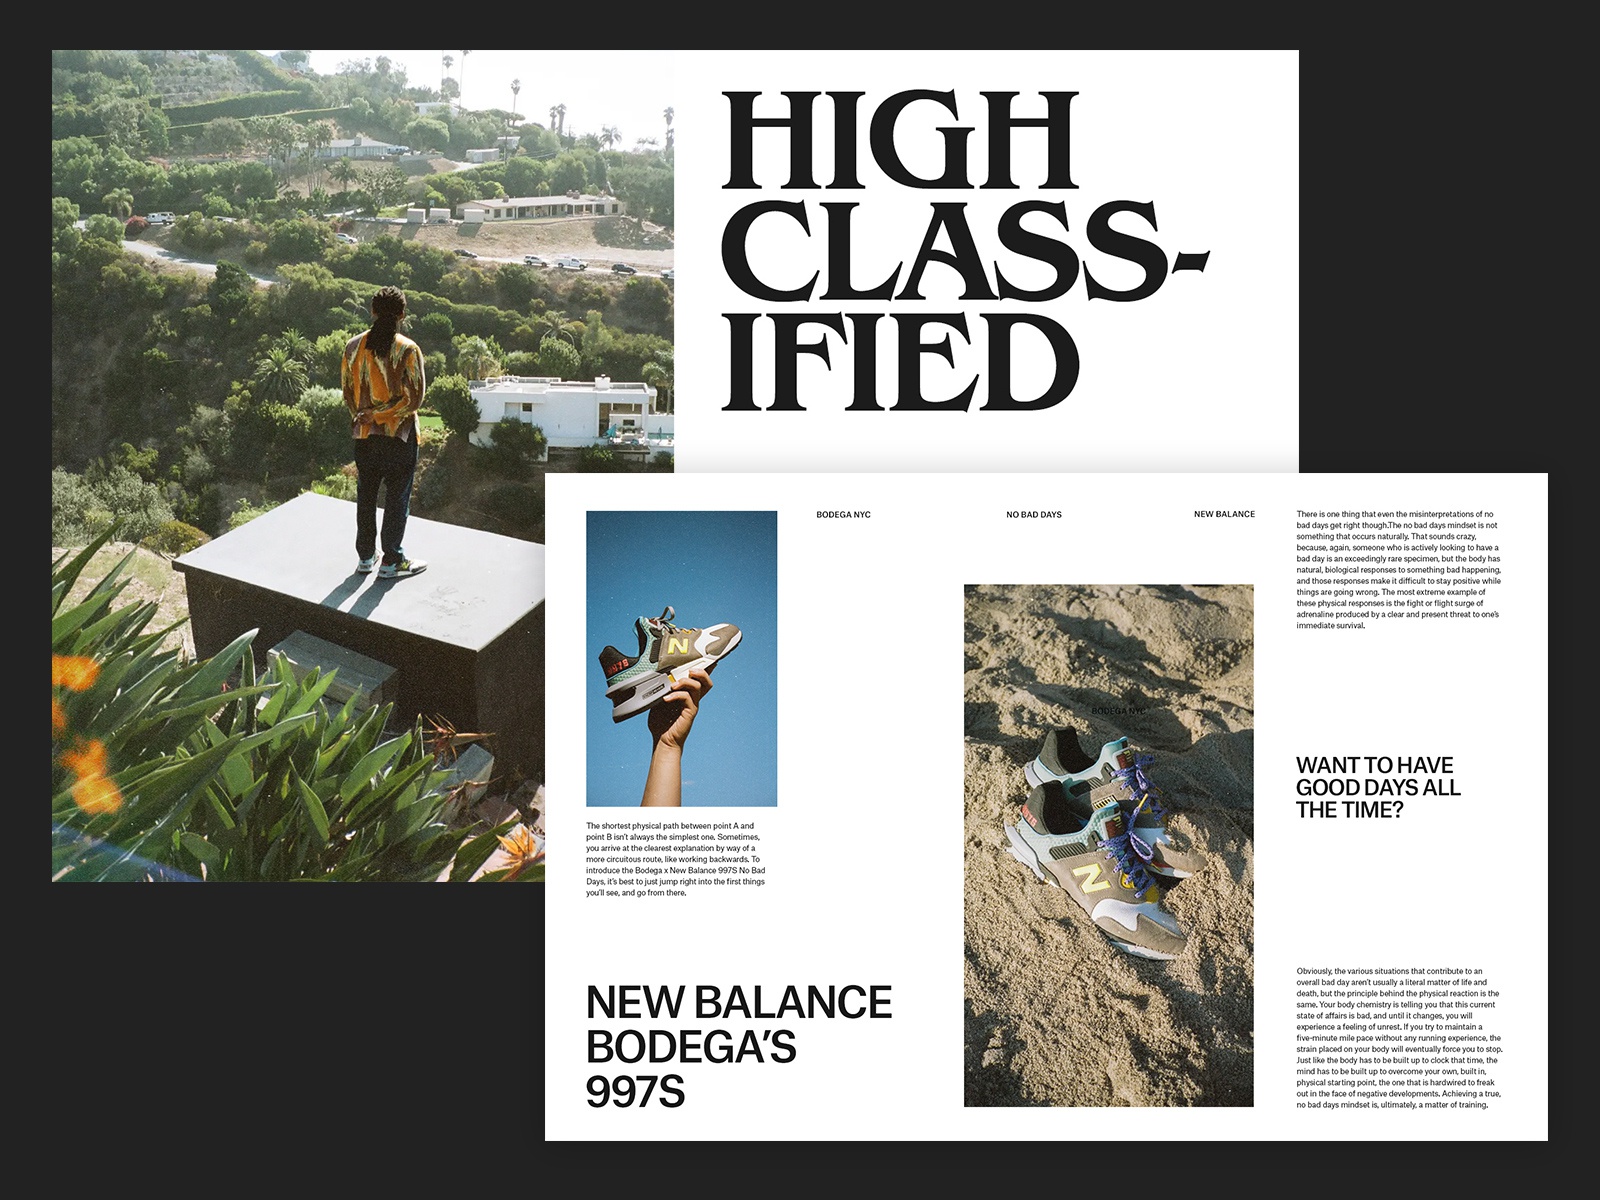 HIGH
CLASS-
IFIED
BODEGA NYC
NO BAD DAYS
NEW BALANCE
The shortest physical path between point A and
point B isn't always the simplest one. Sometimes,
you arrive at the clearest explanation by way of a
more circuitous route, like working backwards. To
introduce the Bodega x New Balance 997S No Bad
Days, it's best to just jump right into the first things
you'll see, and go from there.
NEW BALANCE
BODEGA'S
997S
BODEGA NYC
N
N
There is one thing that even the misinterpretations of no
bad days get right though.The no bad days mindset is not
something that occurs naturally. That sounds crazy,
because, again, someone who is actively looking to have a
bad day is an exceedingly rare specimen, but the body has
natural, biological responses to something bad happening,
and those responses make it difficult to stay positive while
things are going wrong. The most extreme example of
these physical responses is the fight or flight surge of
adrenaline produced by a clear and present threat to one's
immediate survival.
WANT TO HAVE
GOOD DAYS ALL
THE TIME?
Obviously, the various situations that contribute to an
overall bad day aren't usually a literal matter of life and
death, but the principle behind the physical reaction is the
same. Your body chemistry is telling you that this current
state of affairs is bad, and until it changes, you will
experience a feeling of unrest. If you try to maintain a
five-minute mile pace without any running experience, the
strain placed on your body will eventually force you to stop.
Just like the body has to be built up to clock that time, the
mind has to be built up to overcome your own, built in,
physical starting point, the one that is hardwired to freak
out in the face of negative developments. Achieving a true,
no bad days mindset is, ultimately, a matter of training.